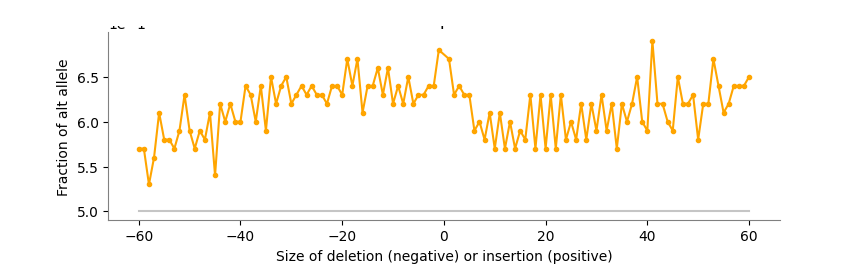 6.5
6.0
5.5
5.0
Fraction of alt allele
−60 −40 −20 0 20 40 60
Size of deletion (negative) or insertion (positive)